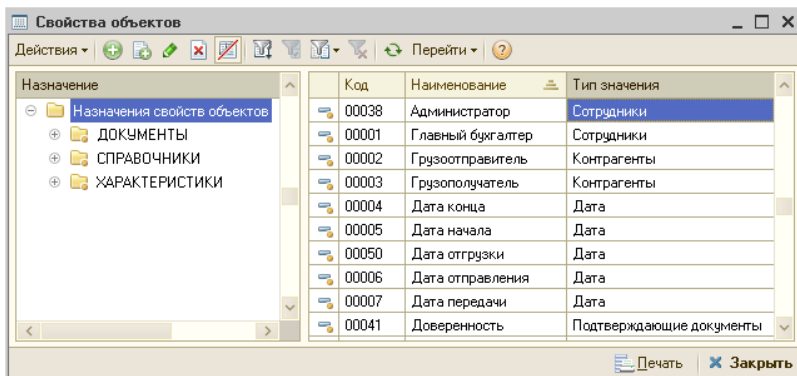 Свойства объектов
Действия Перейти
Назначение
Назначения свойств объектов
ДОКУМЕНТЫ
СПРАВОЧНИКИ
ХАРАКТЕРИСТИКИ
Код Наименование Тип значения
00038 Администратор Сотрудники
00001 Главный бухгалтер Сотрудники
00002 Грузоотправитель Контрагенты
00003 Грузополучатель Контрагенты
00004 Дата конца Дата
00005 Дата начала Дата
00050 Дата отгрузки Дата
00006 Дата отправления Дата
00007 Дата передачи Дата
00041 Доверенность Подтверждающие документы
Печать Закрыть